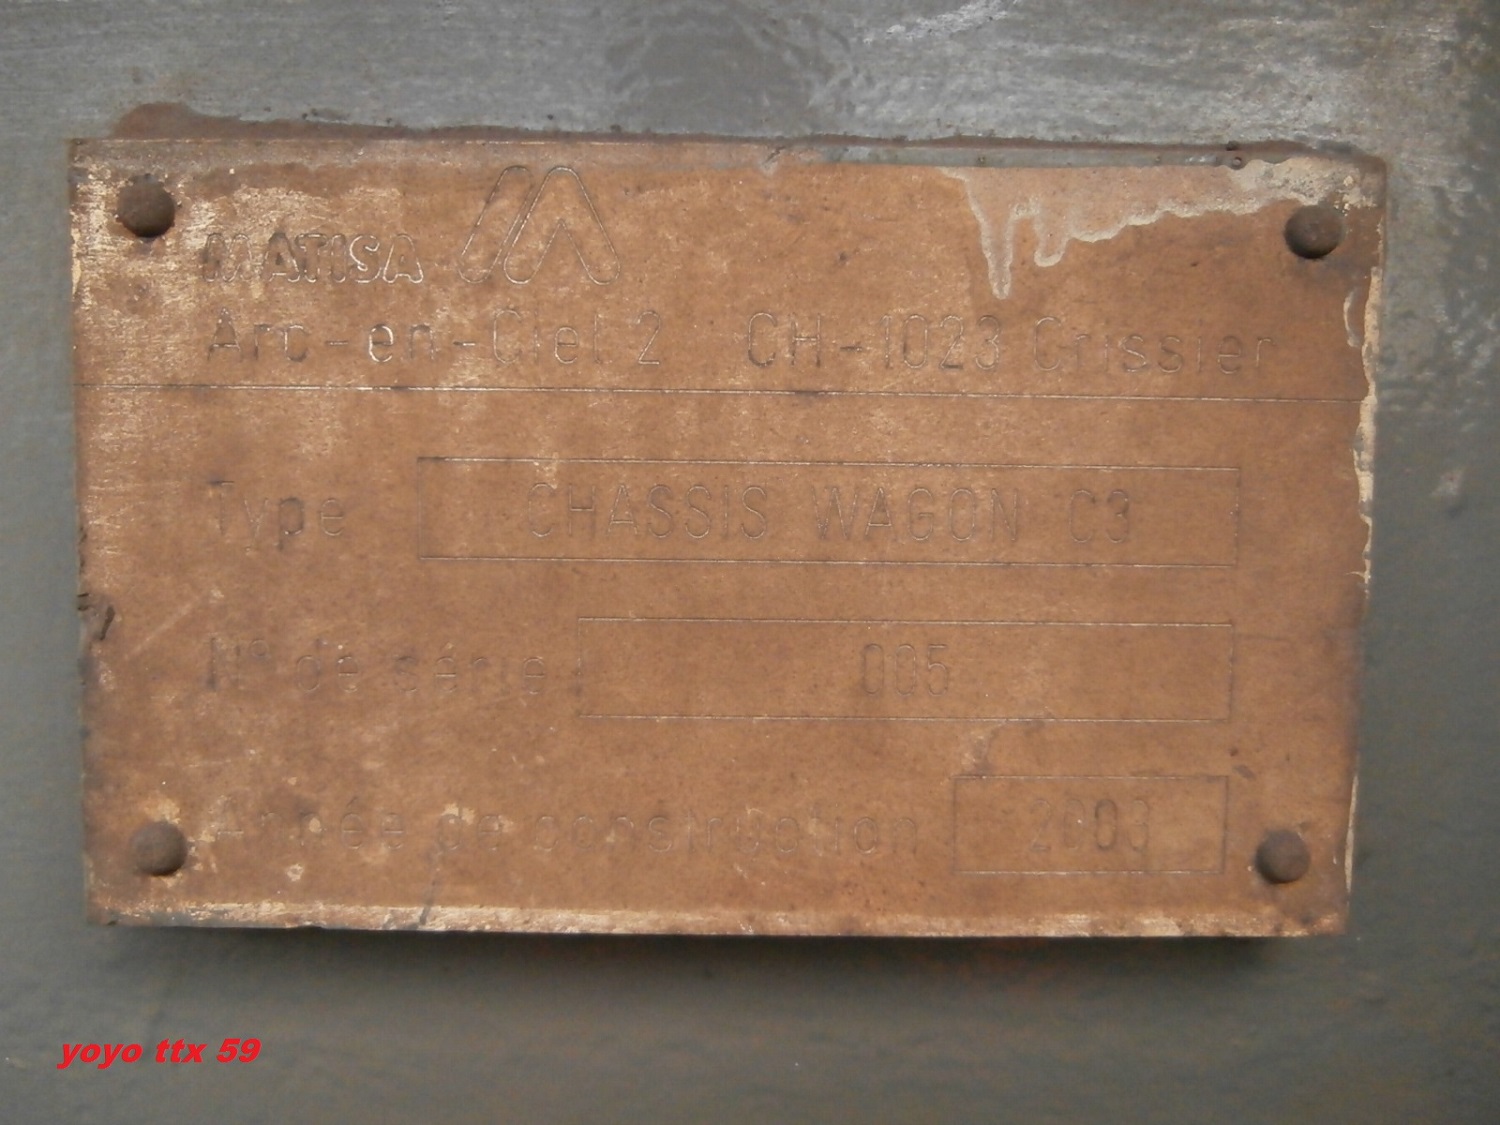 MATISA
Arc-en-Ciel 2 CH-1023 Crissier
Type CHASSIS WAGON C3
N° de série 005
Année de construction 2003
yoyo ttx 59